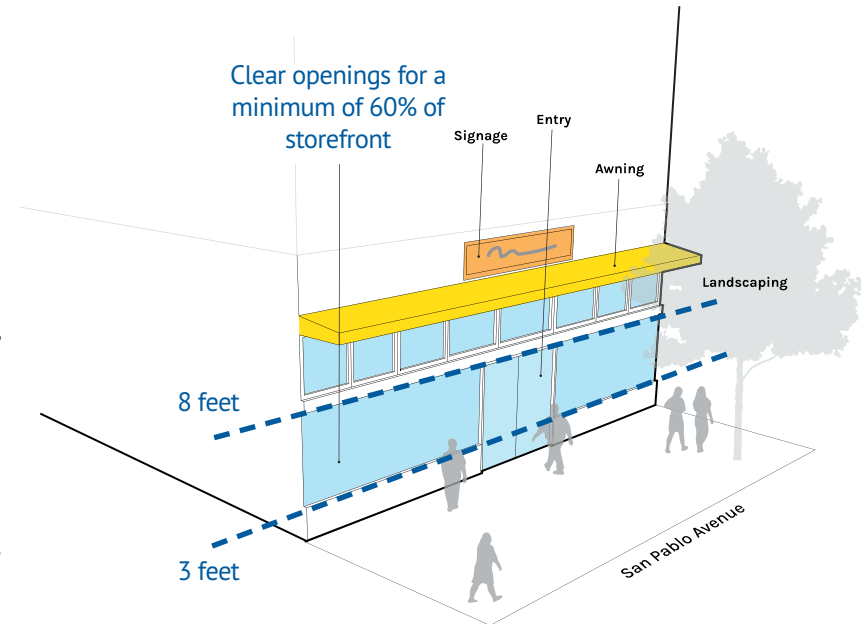 Clear openings for a
minimum of 60% of
storefront
Signage
Entry
Awning
Landscaping
8 feet
3 feet
San Pablo Avenue